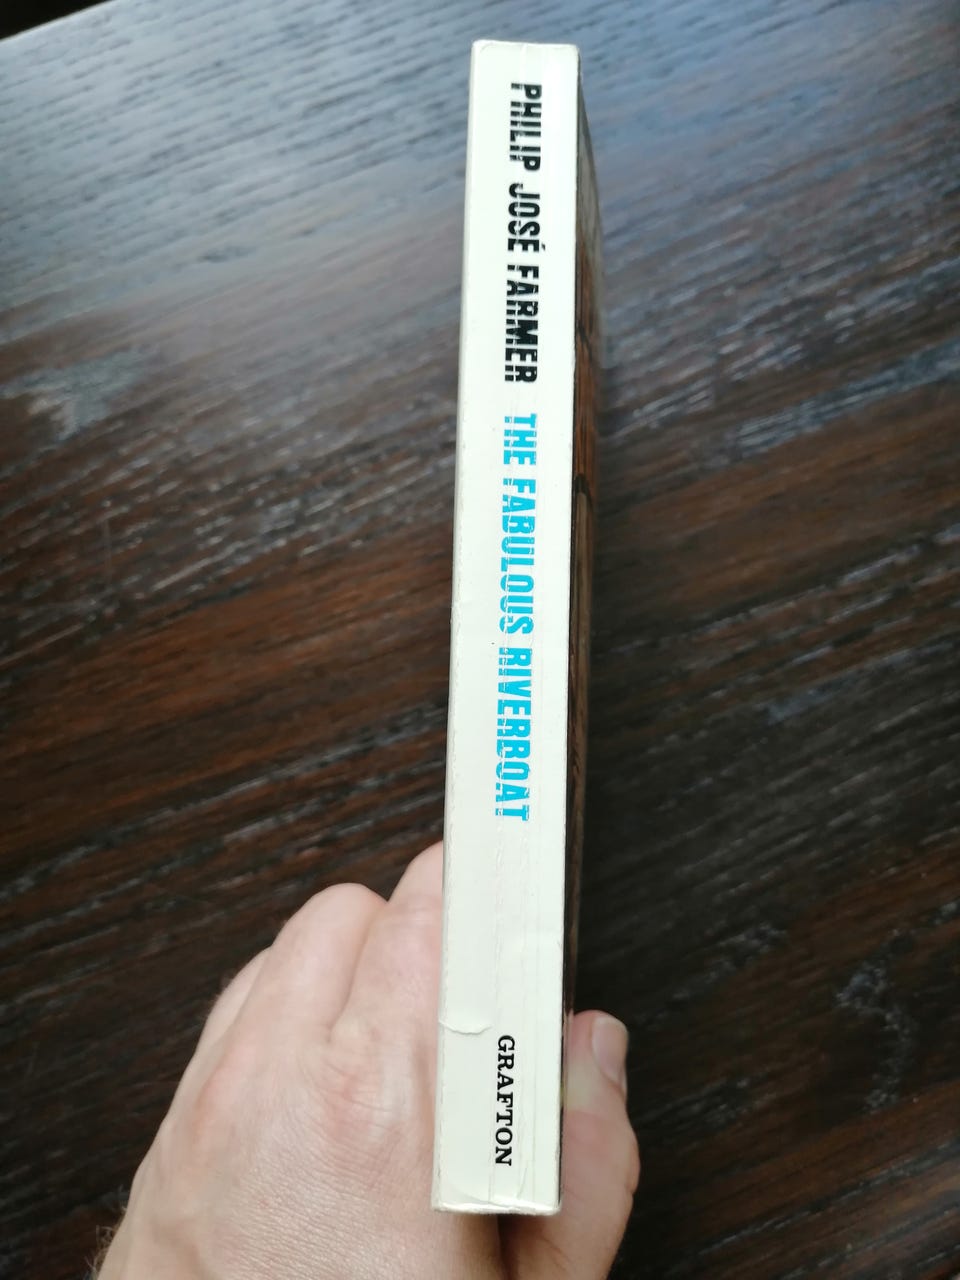 PHILIP JOSÉ FARMER THE FABULOUS RIVERBOAT
GRAFTON